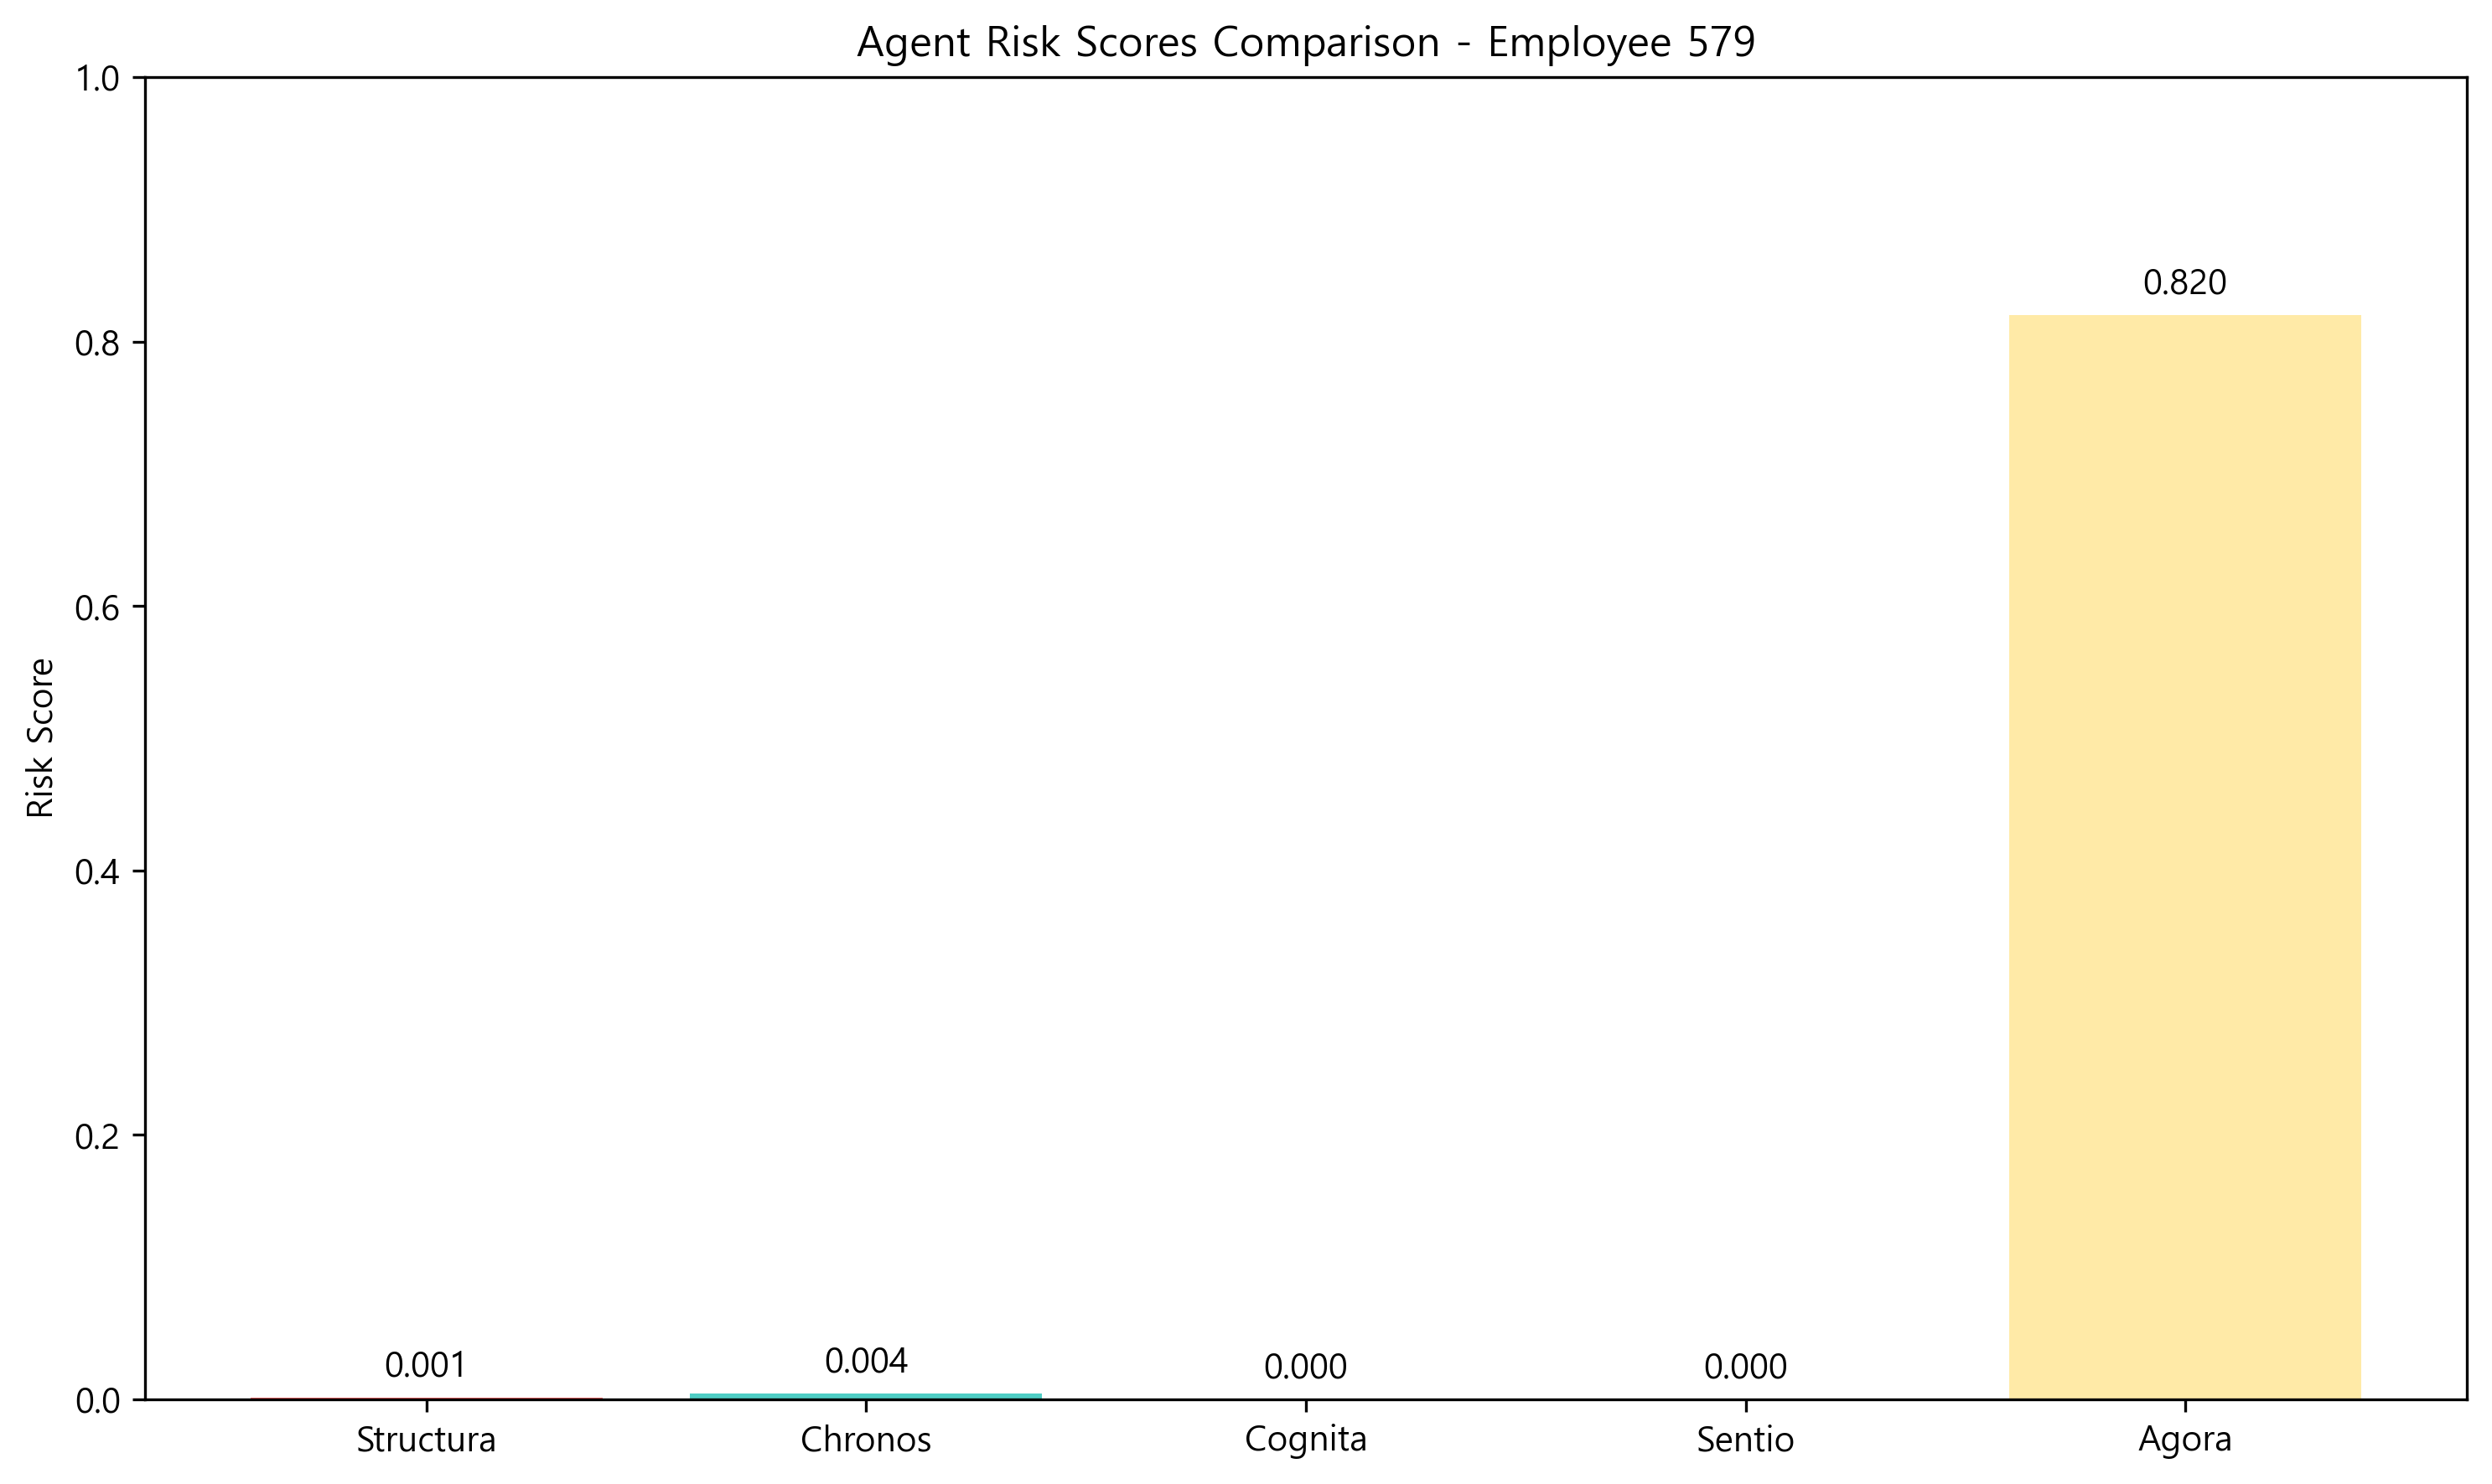 Agent Risk Scores Comparison - Employee 579
1.0
0.8
0.6
0.4
0.2
0.0
Risk Score
0.001
0.004
0.000
0.000
0.820
Structura
Chronos
Cognita
Sentio
Agora